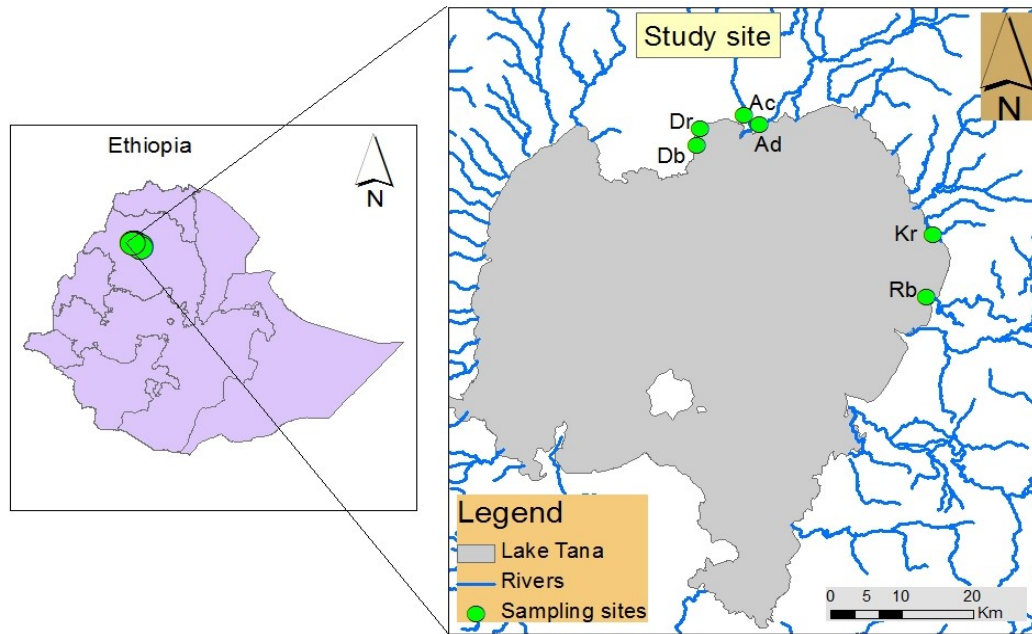 Ethiopia
N
Study site
N
Ac
Dr
Ad
Db
Kr
Rb
Legend
Lake Tana
Rivers
Sampling sites
0 5 10 20
Km